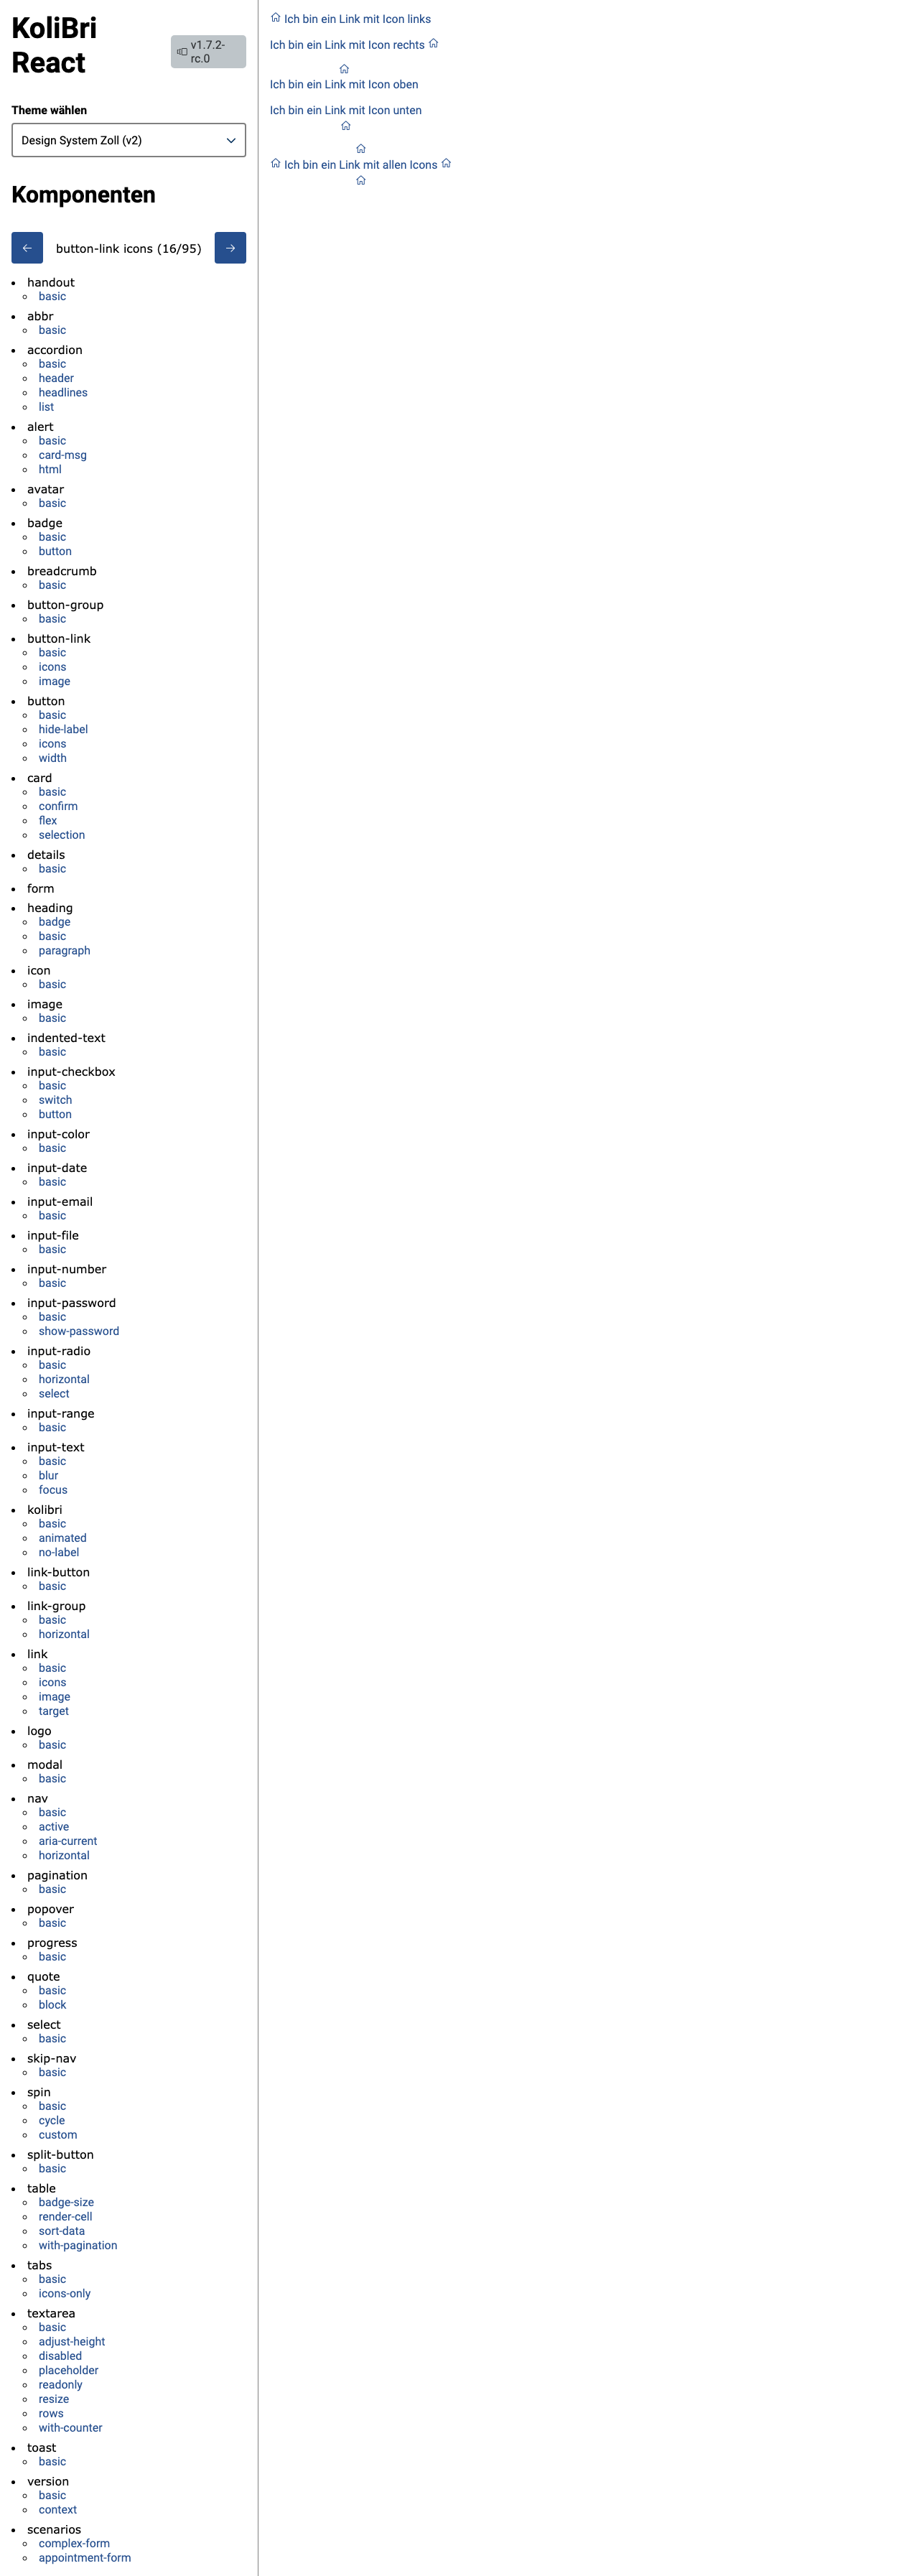 KoliBri
React
v1.7.2-
rc.0
Theme wählen
Design System Zoll (v2)
Komponenten
button-link icons (16/95)
handout
basic
abbr
basic
accordion
basic
header
headlines
list
alert
basic
card-msg
html
avatar
basic
badge
basic
button
breadcrumb
basic
button-group
basic
button-link
basic
icons
image
button
basic
hide-label
icons
width
card
basic
confirm
flex
selection
details
basic
form
heading
badge
basic
paragraph
icon
basic
image
basic
indented-text
basic
input-checkbox
basic
switch
button
input-color
basic
input-date
basic
input-email
basic
input-file
basic
input-number
basic
input-password
basic
show-password
input-radio
basic
horizontal
select
input-range
basic
input-text
basic
blur
focus
kolibri
basic
animated
no-label
link-button
basic
link-group
basic
horizontal
link
basic
icons
image
target
logo
basic
modal
basic
nav
basic
active
aria-current
horizontal
pagination
basic
popover
basic
progress
basic
quote
basic
block
select
basic
skip-nav
basic
spin
basic
cycle
custom
split-button
basic
table
badge-size
render-cell
sort-data
with-pagination
tabs
basic
icons-only
textarea
basic
adjust-height
disabled
placeholder
readonly
resize
rows
with-counter
toast
basic
version
basic
context
scenarios
complex-form
appointment-form
Ich bin ein Link mit Icon links
Ich bin ein Link mit Icon rechts
Ich bin ein Link mit Icon oben
Ich bin ein Link mit Icon unten
Ich bin ein Link mit allen Icons